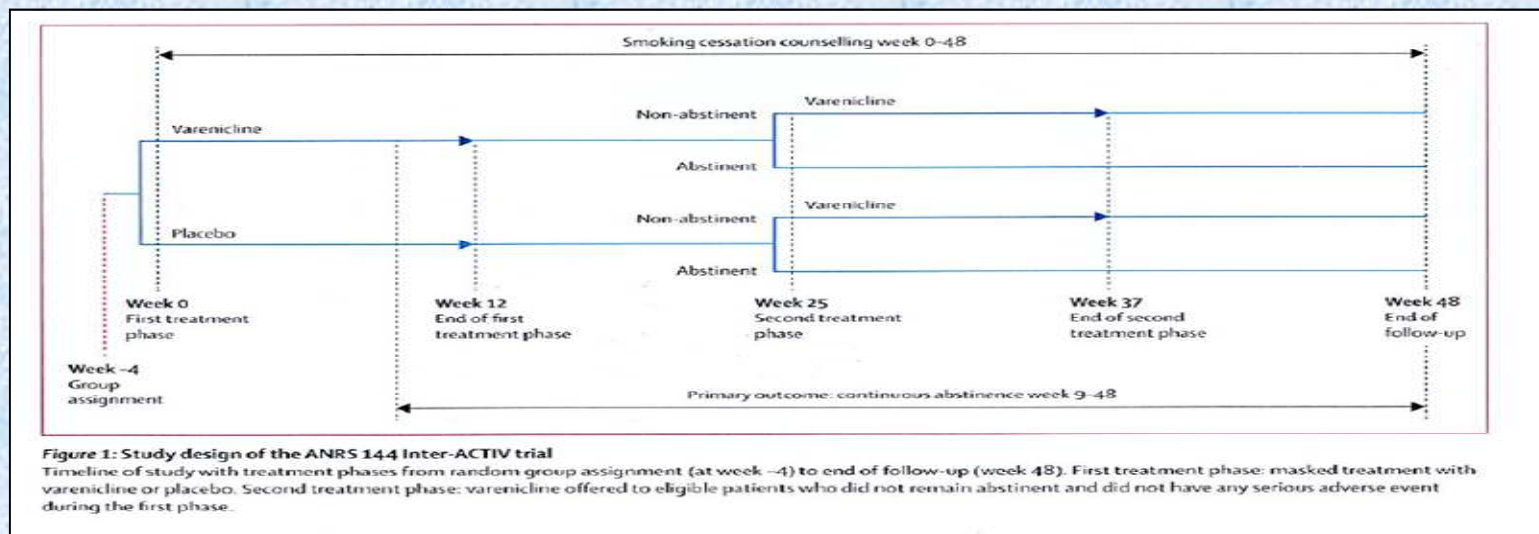 Smoking cessation counselling week 0–48
Varenicline
Non-abstinent
Varenicline
Abstinent
Varenicline
Non-abstinent
Placebo
Abstinent
Week 0
First treatment
phase
Week 12
End of first
treatment phase
Week 25
Second treatment
phase
Week 37
End of second
treatment phase
Week 48
End of
follow-up
Week –4
Group
assignment
Primary outcome: continuous abstinence week 9–48
Figure 1: Study design of the ANRS 144 Inter-ACTIV trial
Timeline of study with treatment phases from random group assignment (at week –4) to end of follow-up (week 48). First treatment phase: masked treatment with
varenicline or placebo. Second treatment phase: varenicline offered to eligible patients who did not remain abstinent and did not have any serious adverse event
during the first phase.